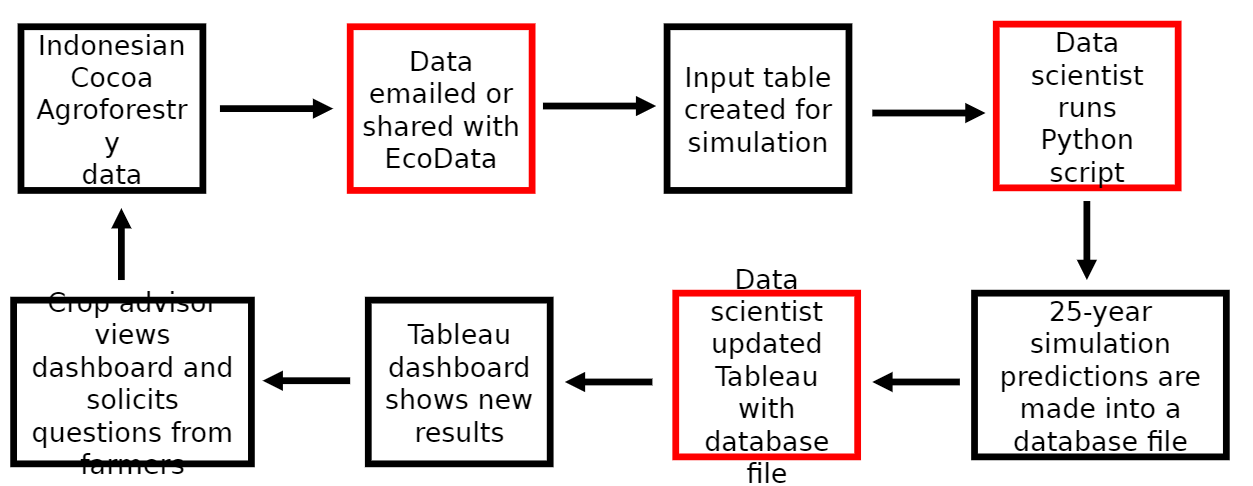 Indonesian
Cocoa
Agroforestr
y
data
Data
emailed or
shared with
EcoData
Input table
created for
simulation
Data
scientist
runs
Python
script
25-year
simulation
predictions are
made into a
database file
Data
scientist
updated
Tableau
with
database
file
Tableau
dashboard
shows new
results
Crop advisor
views
dashboard and
solicits
questions from
farmers